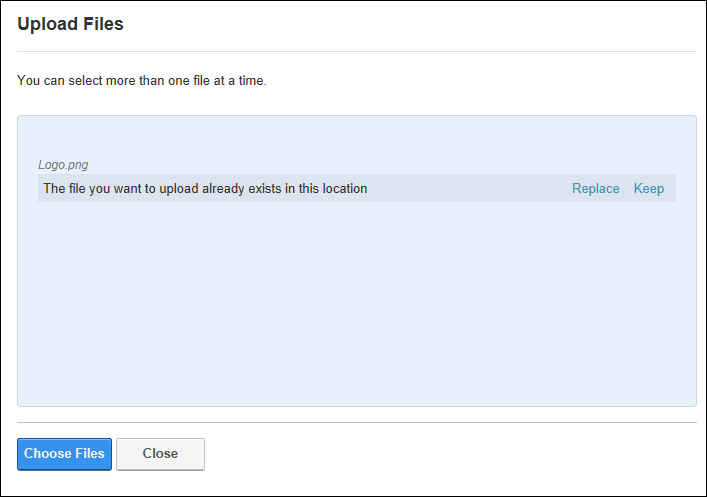 Upload Files
You can select more than one file at a time.
Logo.png
The file you want to upload already exists in this location Replace Keep
Choose Files Close